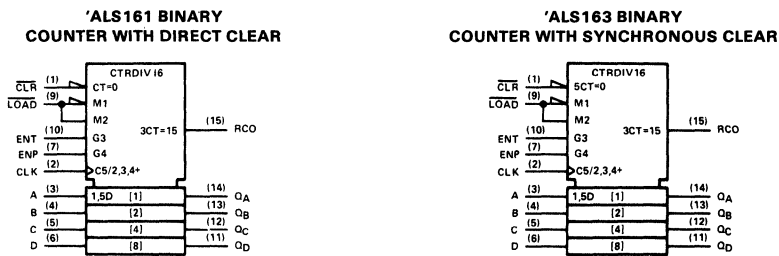 'ALS161 BINARY
COUNTER WITH DIRECT CLEAR
CTRDIV i6
CLR (1) CT=0
LOAD (9) M1
M2
3CT=15 (15) RCO
ENT (10) G3
ENP (7) G4
CLK (2) C5/2,3,4+
A (3) 1,5D [1] (14) QA
B (4) [2] (13) QB
C (5) [4] (12) QC
D (6) [8] (11) QD
'ALS163 BINARY
COUNTER WITH SYNCHRONOUS CLEAR
CTRDIV16
CLR (1) 5CT=0
LOAD (9) M1
M2
3CT=15 (15) RCO
ENT (10) G3
ENP (7) G4
CLK (2) C5/2,3,4+
A (3) 1,5D [1] (14) QA
B (4) [2] (13) QB
C (5) [4] (12) QC
D (6) [8] (11) QD